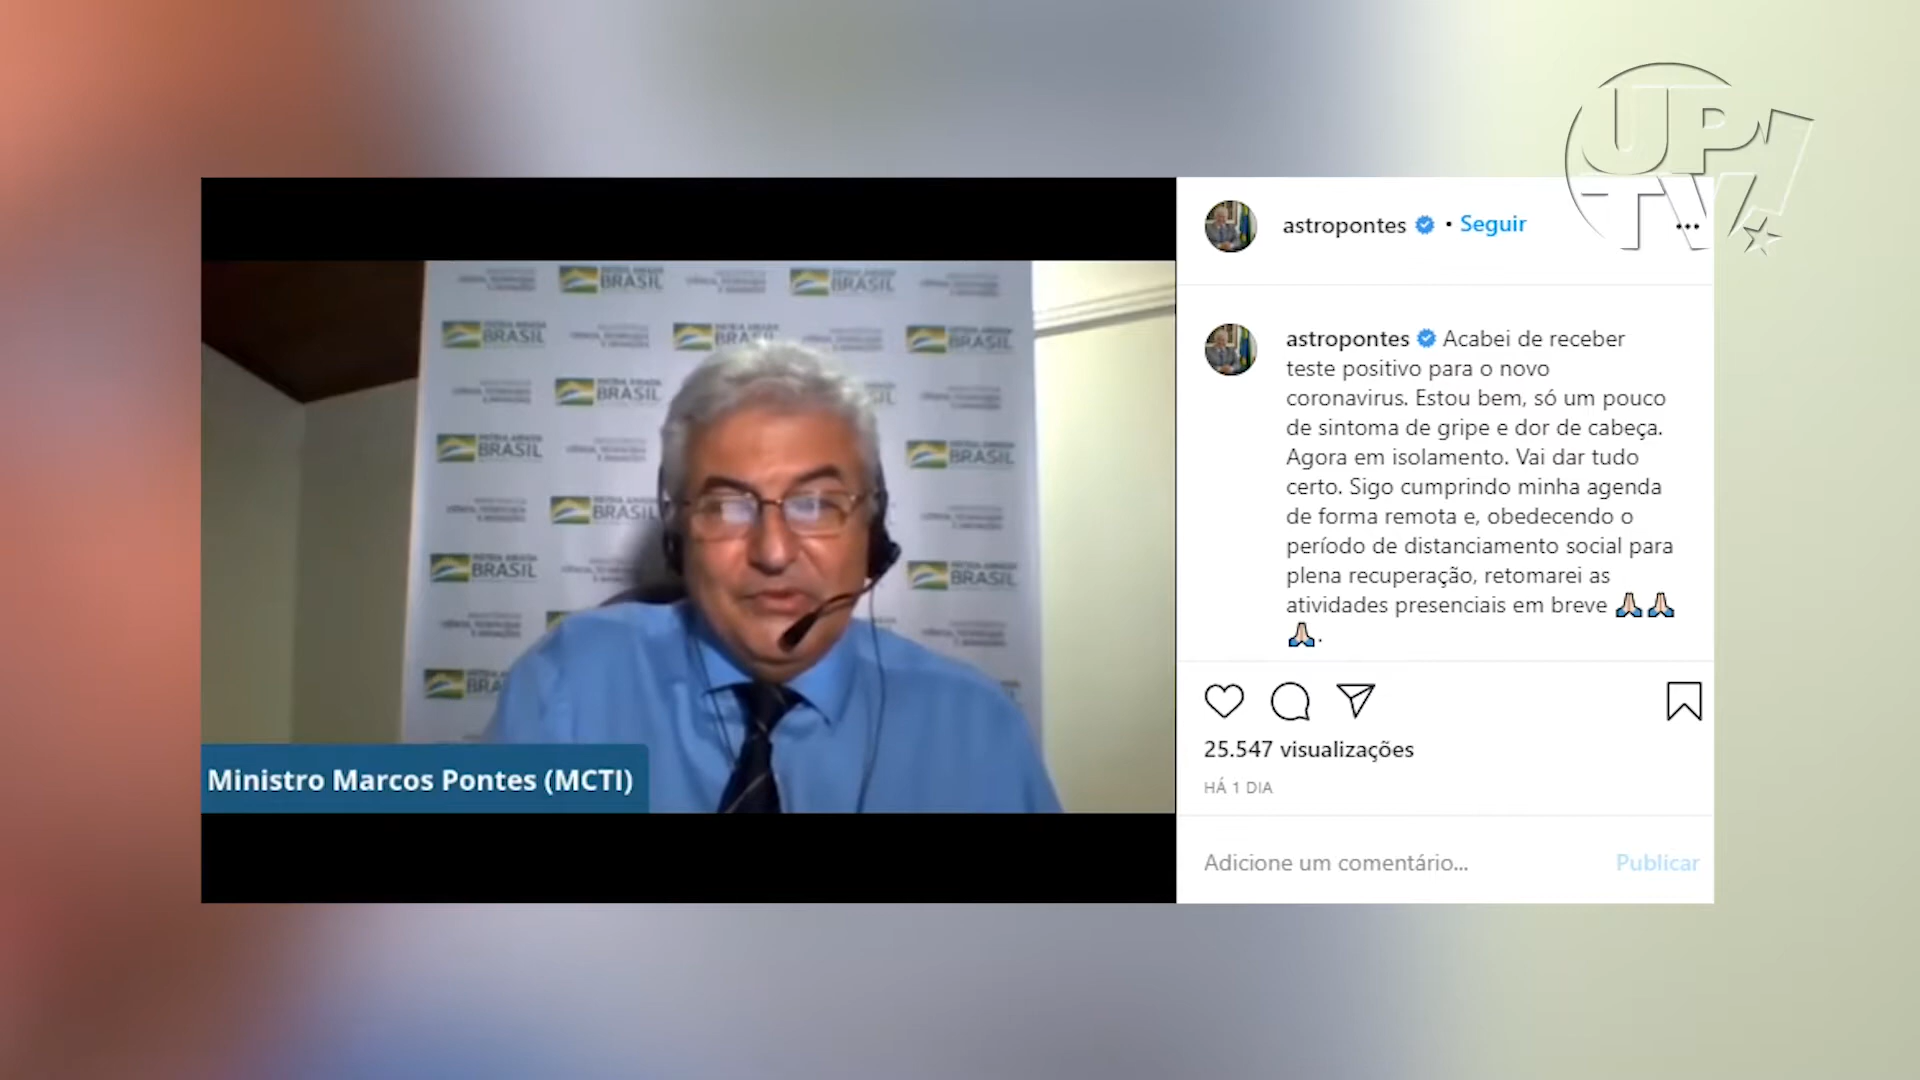 UP
TV!
astropontes • Seguir
astropontes Acabei de receber
teste positivo para o novo
coronavirus. Estou bem, só um pouco
de sintoma de gripe e dor de cabeça.
Agora em isolamento. Vai dar tudo
certo. Sigo cumprindo minha agenda
de forma remota e, obedecendo o
período de distanciamento social para
plena recuperação, retomarei as
atividades presenciais em breve 🙏🏻🙏🏻
🙏🏻.
25.547 visualizações
HÁ 1 DIA
Adicione um comentário... Publicar
BRASIL BRASIL
BRASIL BRASIL BRASIL
BRASIL
BRASIL BRASIL
BRASIL
BRASIL BRASIL
Ministro Marcos Pontes (MCTI)